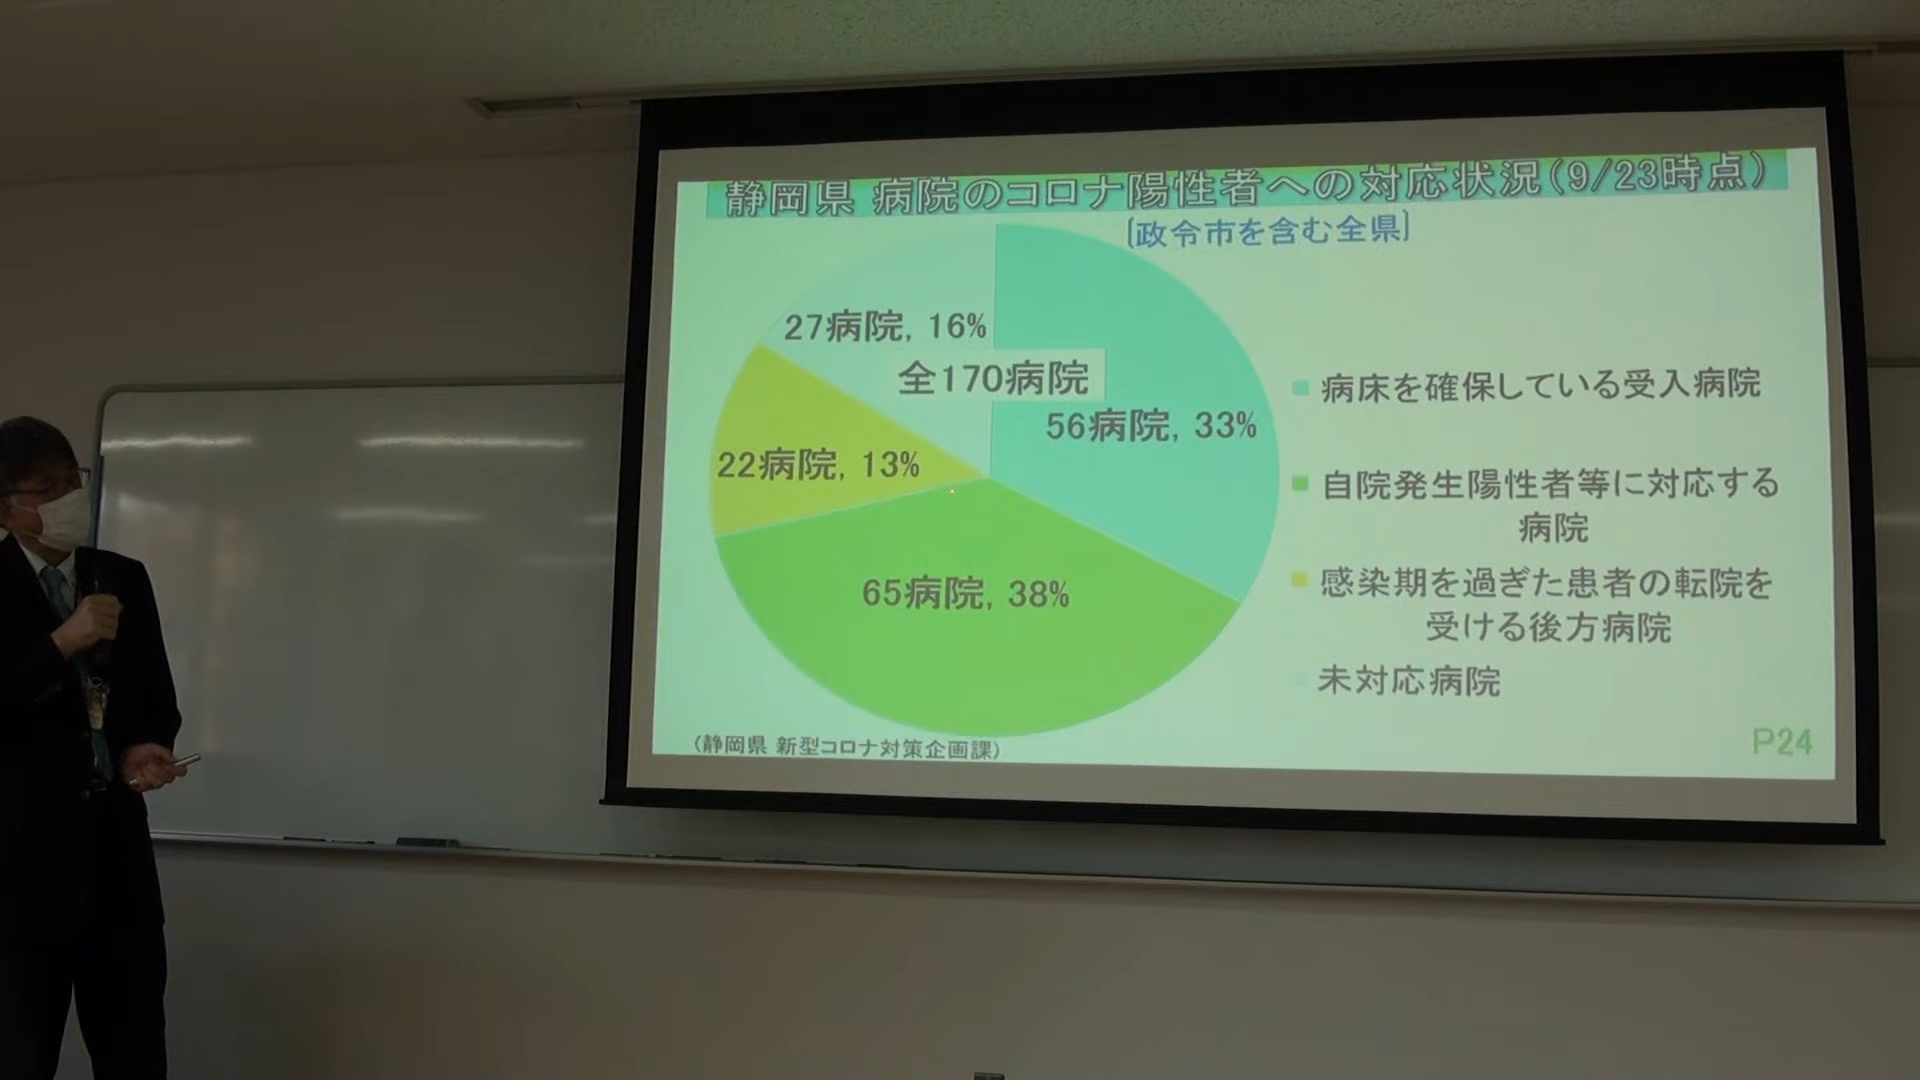 静岡県 病院のコロナ陽性者への対応状況(9/23時点)
[政令市を含む全県]
27病院, 16%
全170病院
56病院, 33%
22病院, 13%
65病院, 38%
病床を確保している受入病院
自院発生陽性者等に対応する
病院
感染期を過ぎた患者の転院を
受ける後方病院
未対応病院
(静岡県 新型コロナ対策企画課)
P24